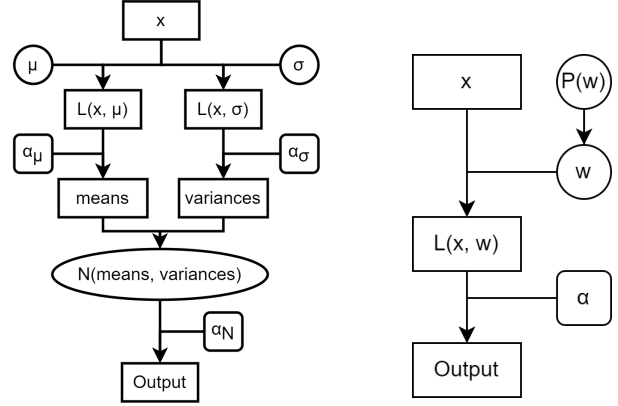 x
μ
σ
L(x, μ)
L(x, σ)
αμ
ασ
means
variances
N(means, variances)
αN
Output
x
P(w)
w
L(x, w)
α
Output